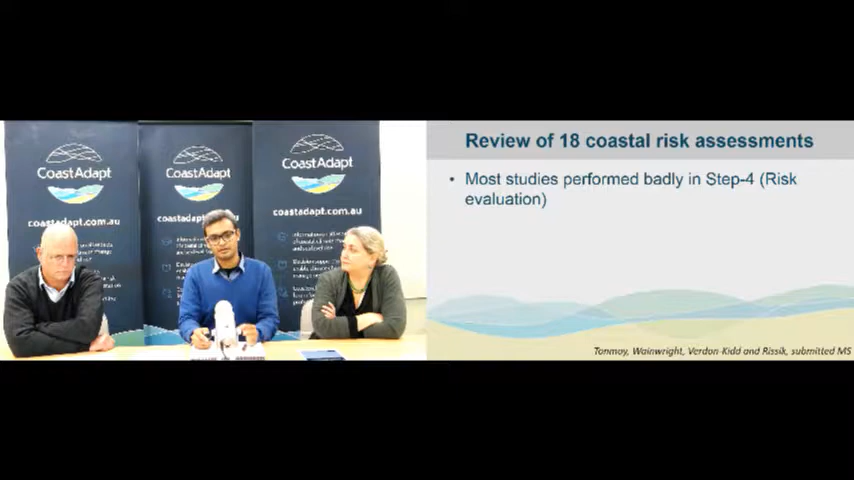 CoastAdapt
coastadapt.com.au
CoastAdapt
coastadapt.com.au
CoastAdapt
coastadapt.com.au
Review of 18 coastal risk assessments
• Most studies performed badly in Step-4 (Risk
evaluation)
Tonmoy, Wainwright, Verdon-Kidd and Rissik, submitted MS